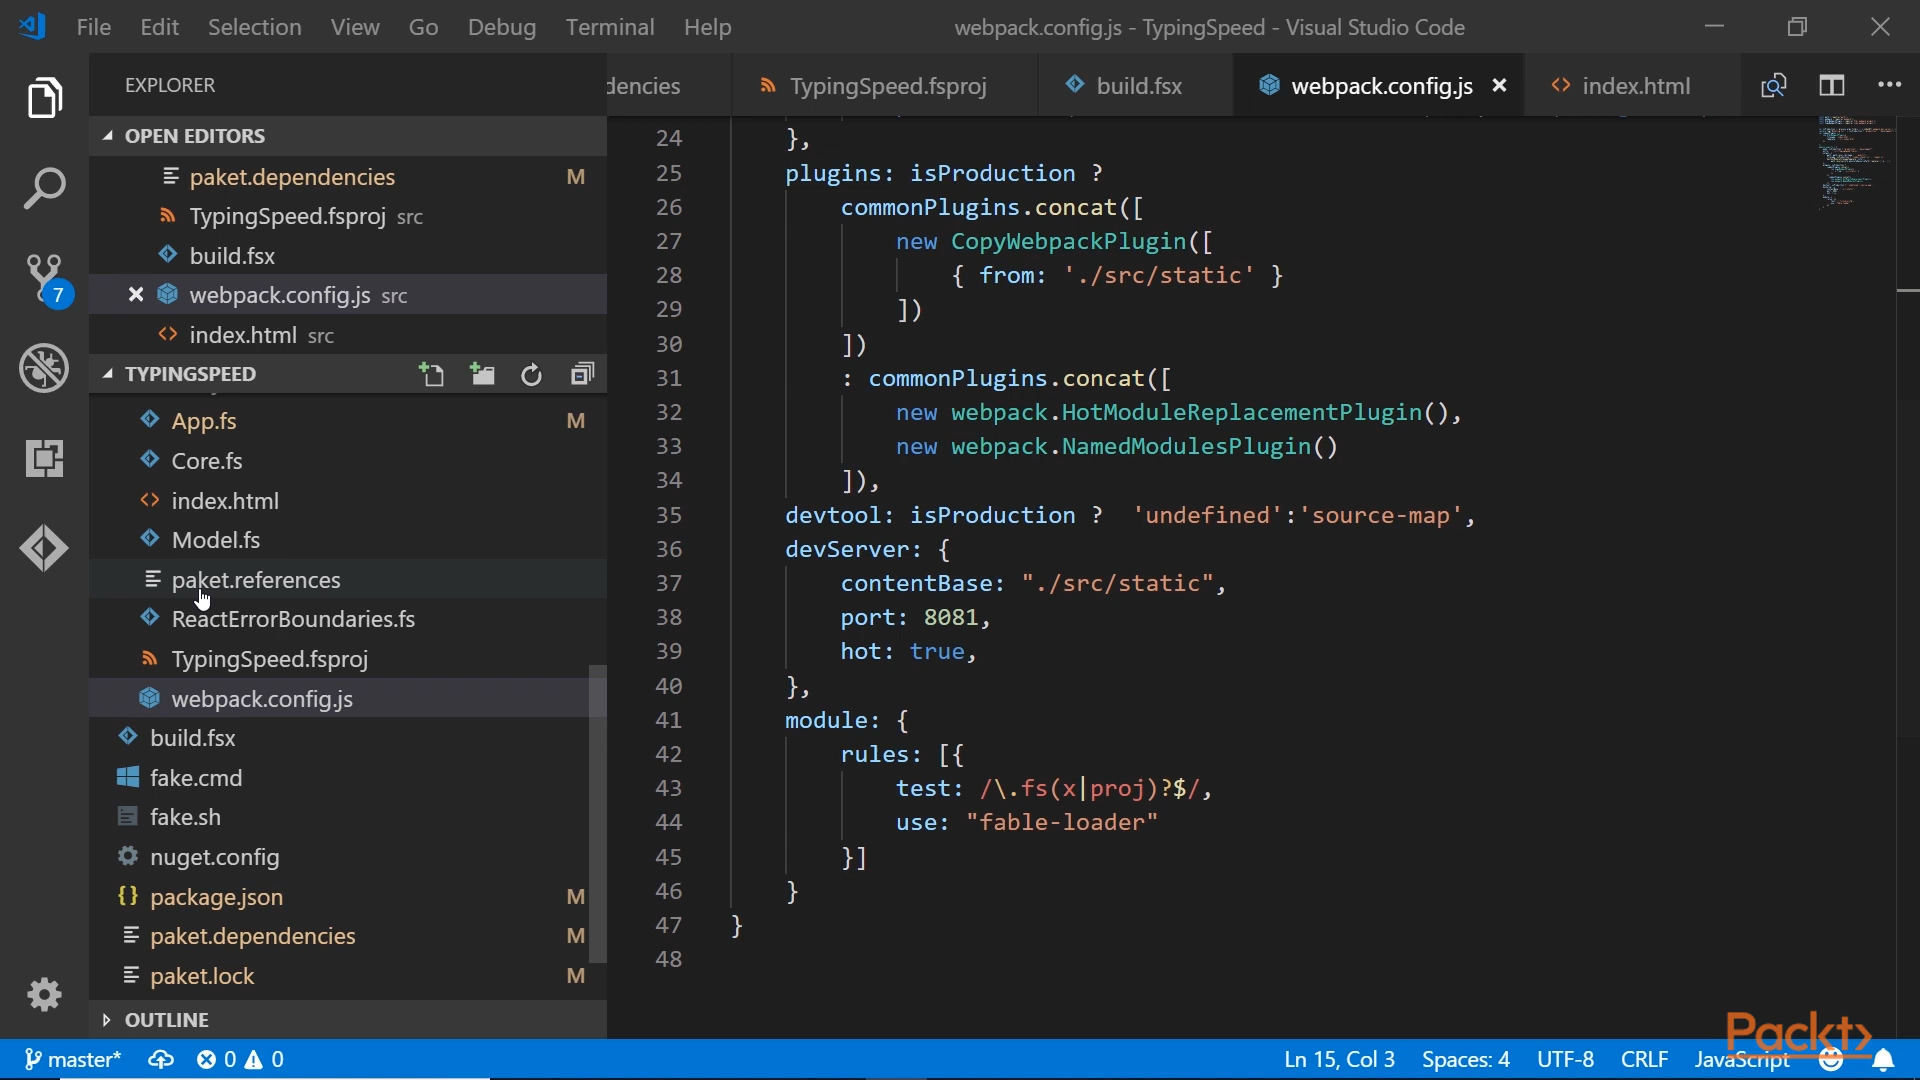 File Edit Selection View Go Debug Terminal Help
webpack.config.js - TypingSpeed - Visual Studio Code
EXPLORER
dencies
TypingSpeed.fsproj
build.fsx
webpack.config.js
index.html
OPEN EDITORS
paket.dependencies M
TypingSpeed.fsproj src
build.fsx
webpack.config.js src
index.html src
7
TYPINGSPEED
App.fs M
Core.fs
index.html
Model.fs
paket.references
ReactErrorBoundaries.fs
TypingSpeed.fsproj
webpack.config.js
build.fsx
fake.cmd
fake.sh
nuget.config
package.json M
paket.dependencies M
paket.lock M
OUTLINE
24 },
25 plugins: isProduction ?
26 commonPlugins.concat([
27 new CopyWebpackPlugin([
28 { from: './src/static' }
29 ])
30 ])
31 : commonPlugins.concat([
32 new webpack.HotModuleReplacementPlugin(),
33 new webpack.NamedModulesPlugin()
34 ]),
35 devtool: isProduction ?  'undefined':'source-map',
36 devServer: {
37 contentBase: "./src/static",
38 port: 8081,
39 hot: true,
40 },
41 module: {
42 rules: [{
43 test: /\.fs(x|proj)?$/,
44 use: "fable-loader"
45 }]
46 }
47 }
48
Packt>
master* 0 0
Ln 15, Col 3 Spaces: 4 UTF-8 CRLF JavaScript